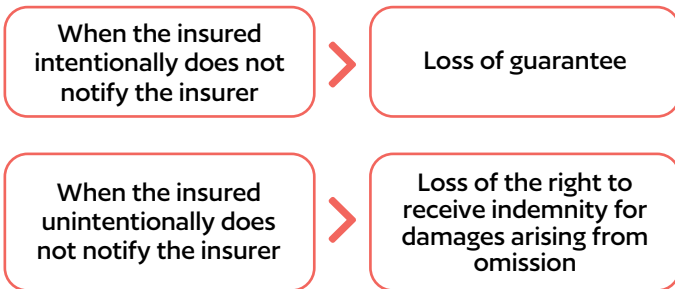 When the insured
intentionally does not
notify the insurer
Loss of guarantee
When the insured
unintentionally does
not notify the insurer
Loss of the right to
receive indemnity for
damages arising from
omission